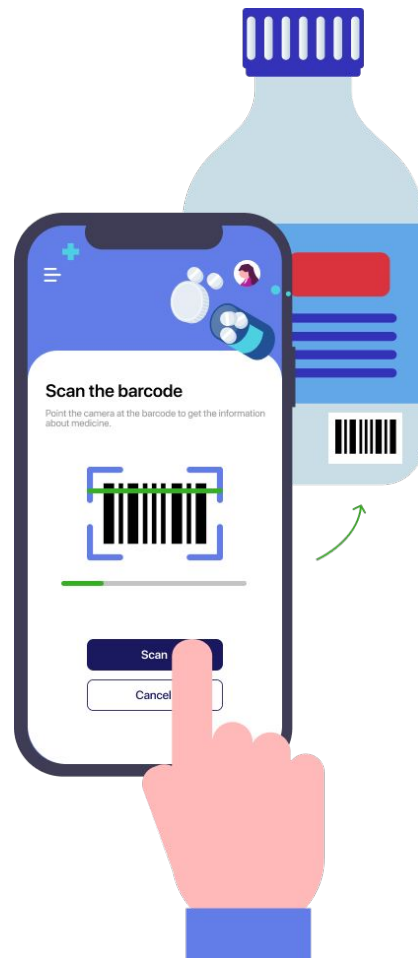 Scan the barcode
Point the camera at the barcode to get the information
about medicine.
Scan
Cancel